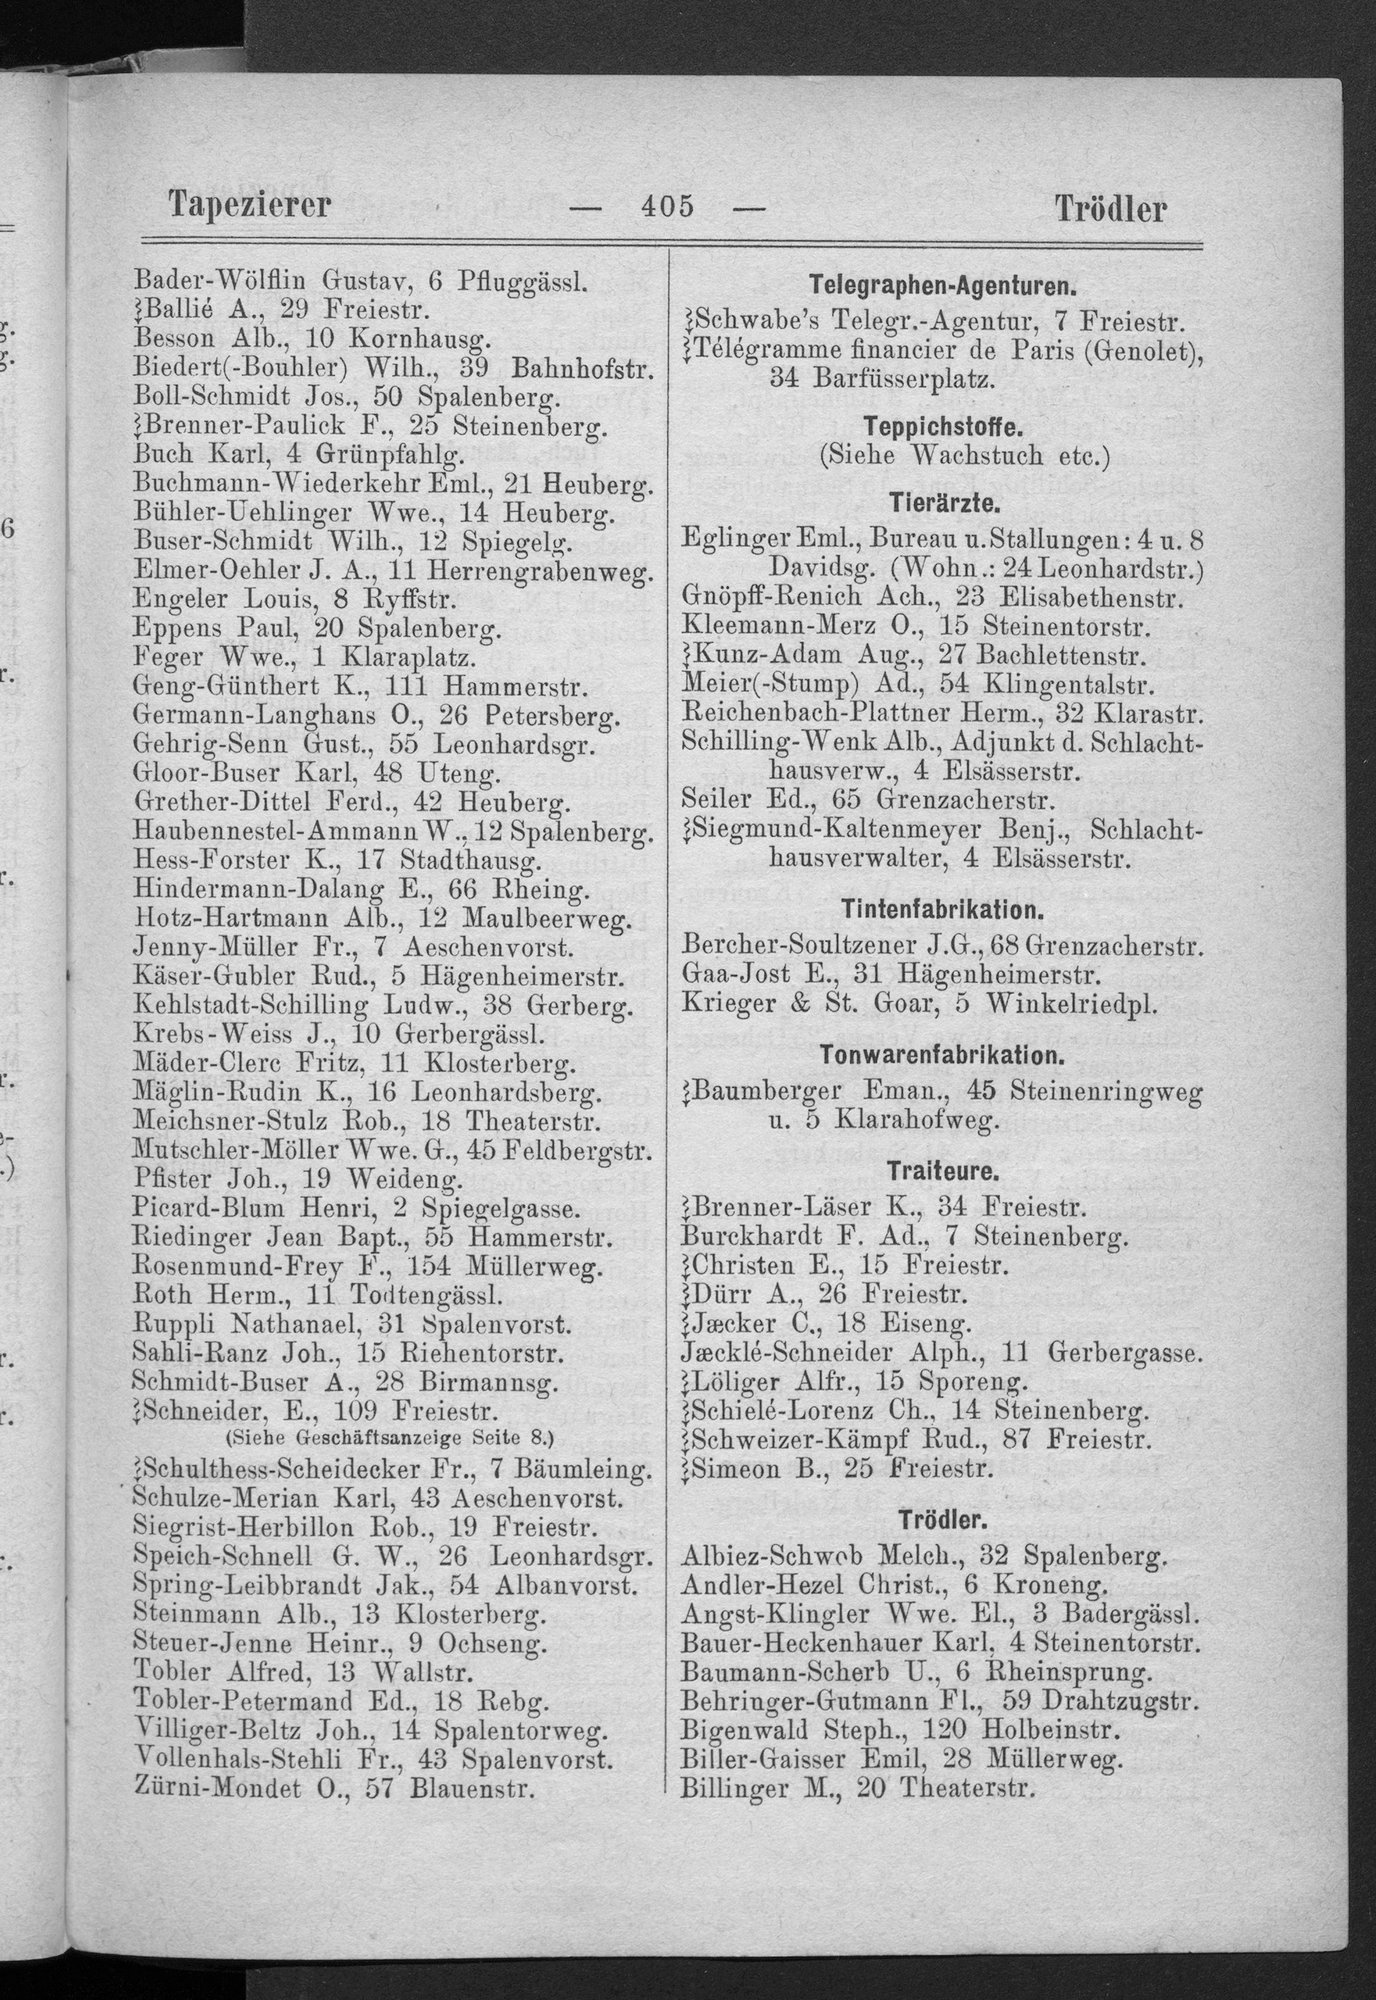 Tapezierer — 405 — Trödler
Bader-Wölflin Gustav, 6 Pfluggässl.
⸾Ballié A., 29 Freiestr.
Besson Alb., 10 Kornhausg.
Biedert(-Bouhler) Wilh., 39 Bahnhofstr.
Boll-Schmidt Jos., 50 Spalenberg.
⸾Brenner-Paulick F., 25 Steinenberg.
Buch Karl, 4 Grünpfahlg.
Buchmann-Wiederkehr Eml., 21 Heuberg.
Bühler-Uehlinger Wwe., 14 Heuberg.
Buser-Schmidt Wilh., 12 Spiegelg.
Elmer-Oehler J. A., 11 Herrengrabenweg.
Engeler Louis, 8 Ryffstr.
Eppens Paul, 20 Spalenberg.
Feger Wwe., 1 Klaraplatz.
Geng-Günthert K., 111 Hammerstr.
Germann-Langhans O., 26 Petersberg.
Gehrig-Senn Gust., 55 Leonhardsgr.
Gloor-Buser Karl, 48 Uteng.
Grether-Dittel Ferd., 42 Heuberg.
Haubennestel-Ammann W., 12 Spalenberg.
Hess-Forster K., 17 Stadthausg.
Hindermann-Dalang E., 66 Rheing.
Hotz-Hartmann Alb., 12 Maulbeerweg.
Jenny-Müller Fr., 7 Aeschenvorst.
Käser-Gubler Rud., 5 Hägenheimerstr.
Kehlstadt-Schilling Ludw., 38 Gerberg.
Krebs-Weiss J., 10 Gerbergässl.
Mäder-Clerc Fritz, 11 Klosterberg.
Mäglin-Rudin K., 16 Leonhardsberg.
Meichsner-Stulz Rob., 18 Theaterstr.
Mutschler-Möller Wwe. G., 45 Feldbergstr.
Pfister Joh., 19 Weideng.
Picard-Blum Henri, 2 Spiegelgasse.
Riedinger Jean Bapt., 55 Hammerstr.
Rosenmund-Frey F., 154 Müllerweg.
Roth Herm., 11 Todtengässl.
Ruppli Nathanael, 31 Spalenvorst.
Sahli-Ranz Joh., 15 Riehentorstr.
Schmidt-Buser A., 28 Birmannsg.
⸾Schneider, E., 109 Freiestr.
(Siehe Geschäftsanzeige Seite 8.)
⸾Schulthess-Scheidecker Fr., 7 Bäumleing.
Schulze-Merian Karl, 43 Aeschenvorst.
Siegrist-Herbillon Rob., 19 Freiestr.
Speich-Schnell G. W., 26 Leonhardsgr.
Spring-Leibbrandt Jak., 54 Albanvorst.
Steinmann Alb., 13 Klosterberg.
Steuer-Jenne Heinr., 9 Ochseng.
Tobler Alfred, 13 Wallstr.
Tobler-Petermand Ed., 18 Rebg.
Villiger-Beltz Joh., 14 Spalentorweg.
Vollenhals-Stehli Fr., 43 Spalenvorst.
Zürni-Mondet O., 57 Blauenstr.
Telegraphen-Agenturen.
⸾Schwabe's Telegr.-Agentur, 7 Freiestr.
⸾Télégramme financier de Paris (Genolet),
34 Barfüsserplatz.
Teppichstoffe.
(Siehe Wachstuch etc.)
Tierärzte.
Eglinger Eml., Bureau u. Stallungen: 4 u. 8
Davidsg. (Wohn.: 24 Leonhardstr.)
Gnöpff-Renich Ach., 23 Elisabethenstr.
Kleemann-Merz O., 15 Steinentorstr.
⸾Kunz-Adam Aug., 27 Bachlettenstr.
Meier(-Stump) Ad., 54 Klingentalstr.
Reichenbach-Plattner Herm., 32 Klarastr.
Schilling-Wenk Alb., Adjunkt d. Schlacht-
hausverw., 4 Elsässerstr.
Seiler Ed., 65 Grenzacherstr.
⸾Siegmund-Kaltenmeyer Benj., Schlacht-
hausverwalter, 4 Elsässerstr.
Tintenfabrikation.
Bercher-Soultzener J.G., 68 Grenzacherstr.
Gaa-Jost E., 31 Hägenheimerstr.
Krieger & St. Goar, 5 Winkelriedpl.
Tonwarenfabrikation.
⸾Baumberger Eman., 45 Steinenringweg
u. 5 Klarahofweg.
Traiteure.
⸾Brenner-Läser K., 34 Freiestr.
Burckhardt F. Ad., 7 Steinenberg.
⸾Christen E., 15 Freiestr.
⸾Dürr A., 26 Freiestr.
⸾Jæcker C., 18 Eiseng.
Jæcklé-Schneider Alph., 11 Gerbergasse.
⸾Löliger Alfr., 15 Sporeng.
⸾Schielé-Lorenz Ch., 14 Steinenberg.
⸾Schweizer-Kämpf Rud., 87 Freiestr.
⸾Simeon B., 25 Freiestr.
Trödler.
Albiez-Schwob Melch., 32 Spalenberg.
Andler-Hezel Christ., 6 Kroneng.
Angst-Klingler Wwe. El., 3 Badergässl.
Bauer-Heckenhauer Karl, 4 Steinentorstr.
Baumann-Scherb U., 6 Rheinsprung.
Behringer-Gutmann Fl., 59 Drahtzugstr.
Bigenwald Steph., 120 Holbeinstr.
Biller-Gaisser Emil, 28 Müllerweg.
Billinger M., 20 Theaterstr.